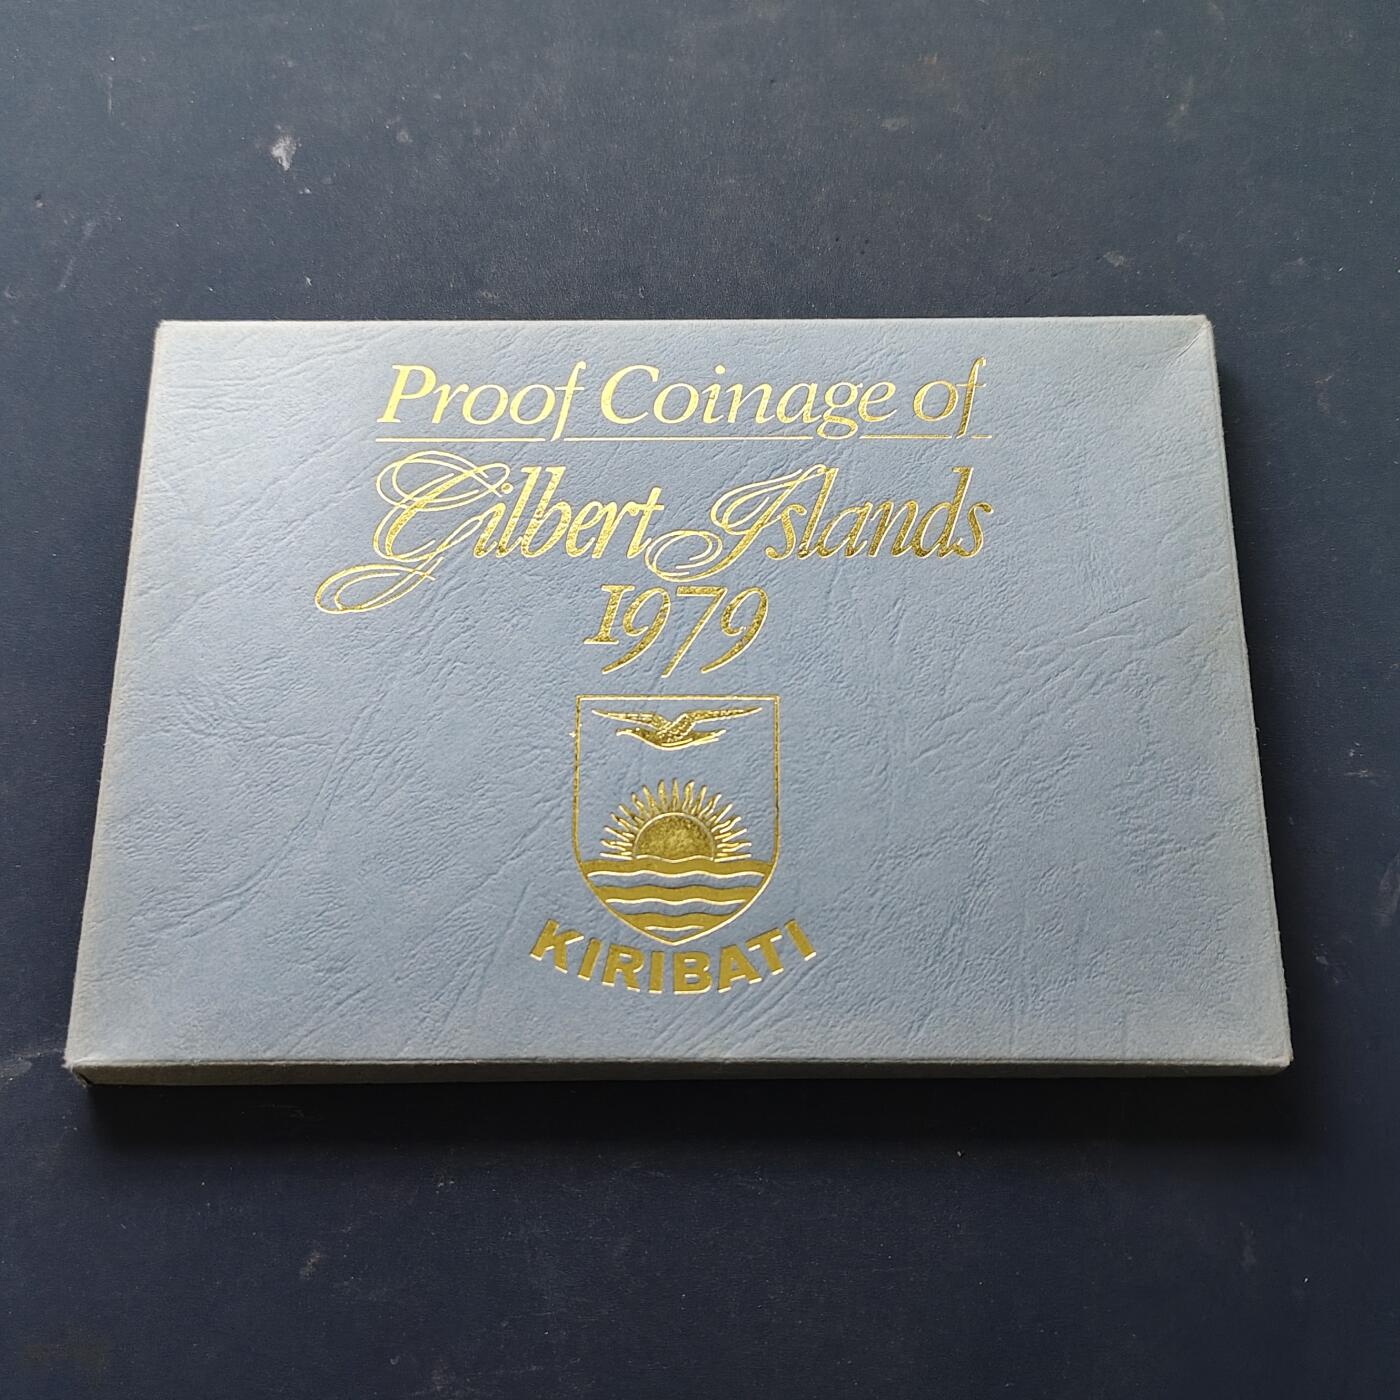 Proof Coinage of
Gilbert Islands
1979
KIRIBATI